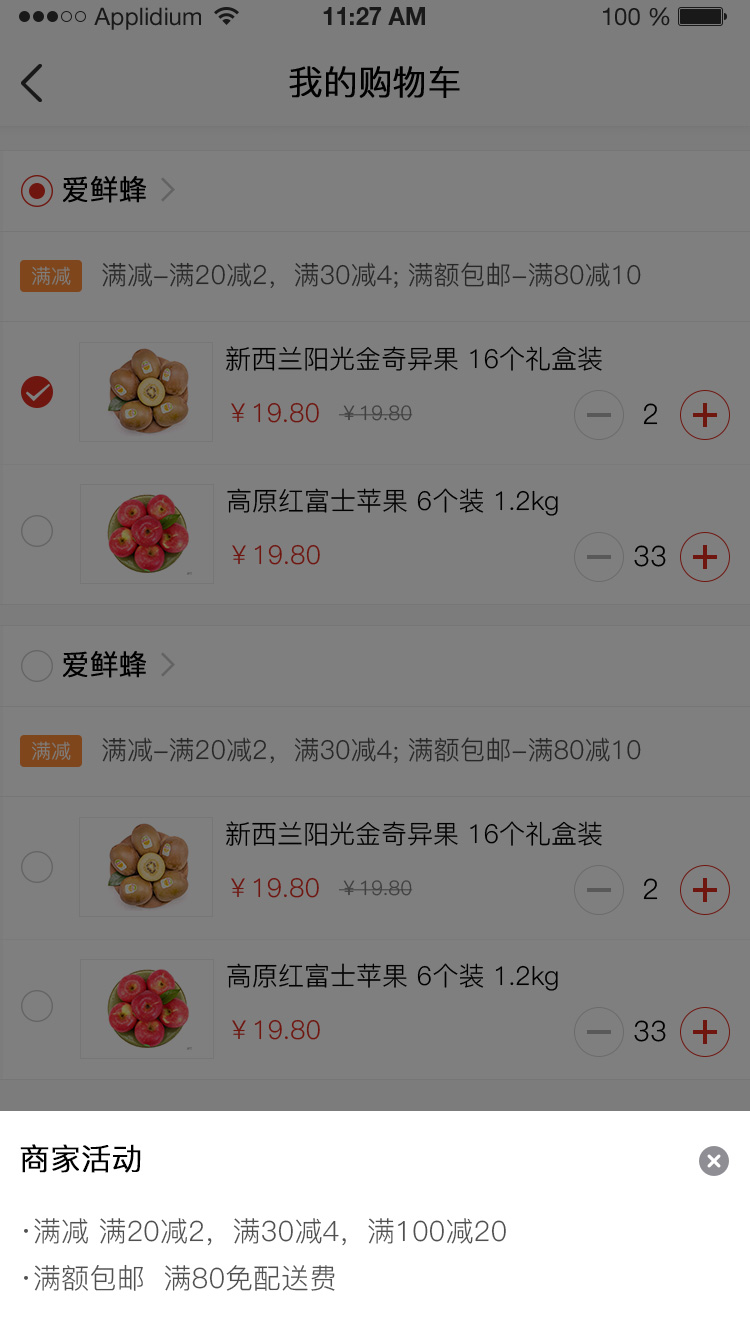 Applidium 11:27 AM 100 %
我的购物车
爱鲜蜂
满减 满减-满20减2，满30减4; 满额包邮-满80减10
新西兰阳光金奇异果 16个礼盒装
￥19.80 ￥19.80 2
高原红富士苹果 6个装 1.2kg
￥19.80 33
爱鲜蜂
满减 满减-满20减2，满30减4; 满额包邮-满80减10
新西兰阳光金奇异果 16个礼盒装
￥19.80 ￥19.80 2
高原红富士苹果 6个装 1.2kg
￥19.80 33
商家活动
·满减 满20减2，满30减4，满100减20
·满额包邮 满80免配送费